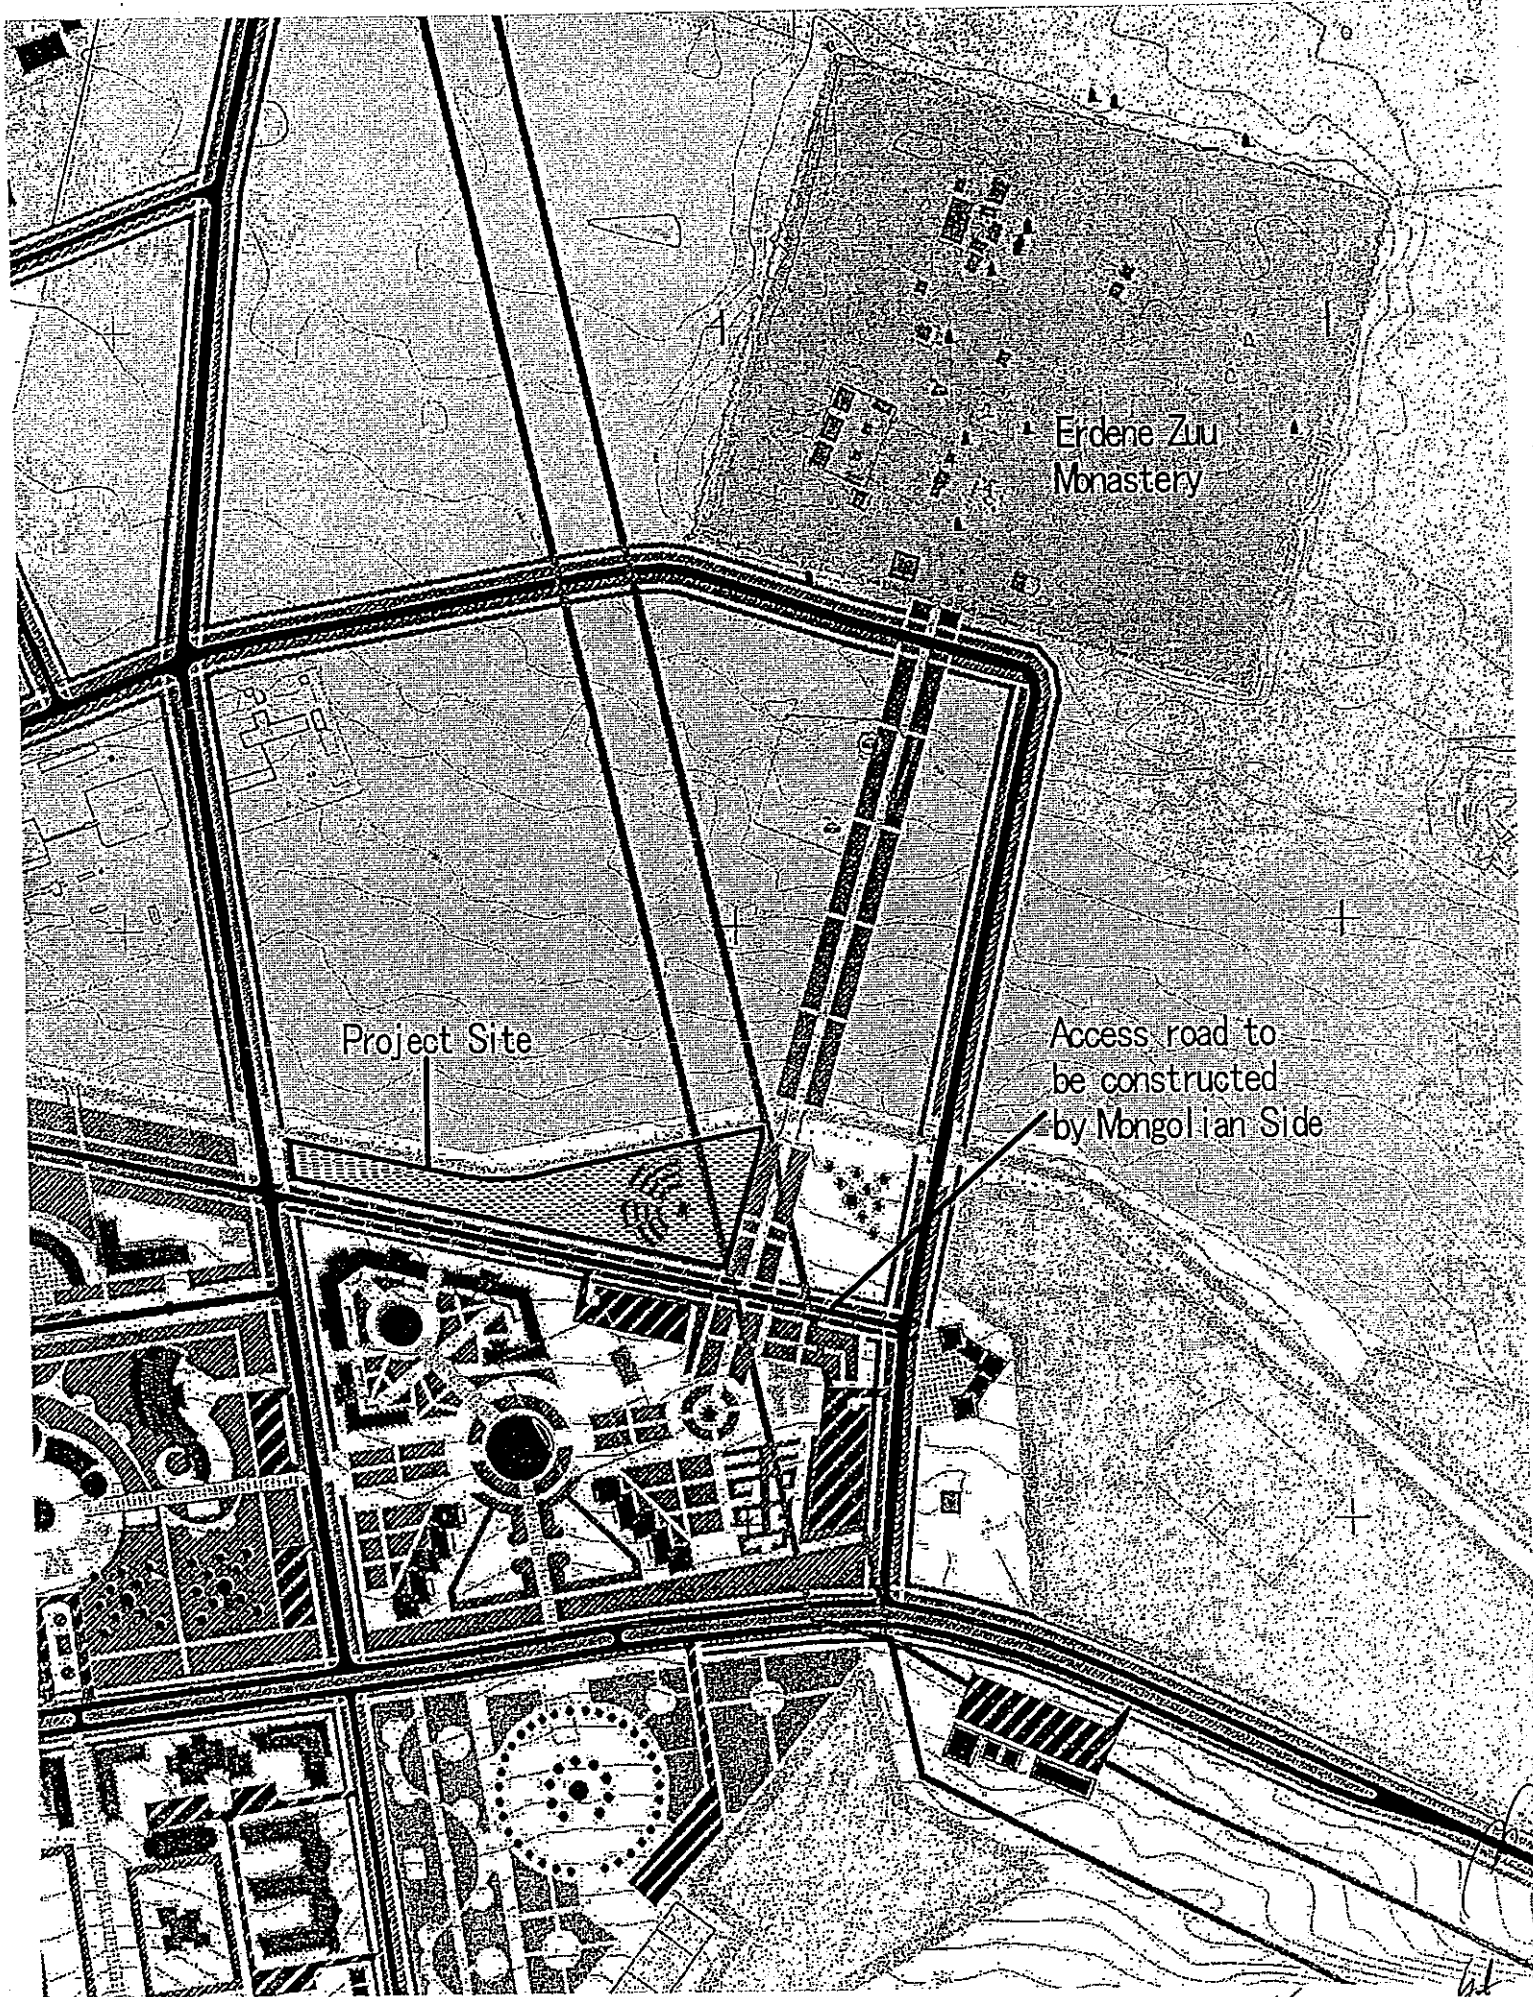 Erdene Zuu
Monastery
Project Site
Access road to
be constructed
by Mongolian Side